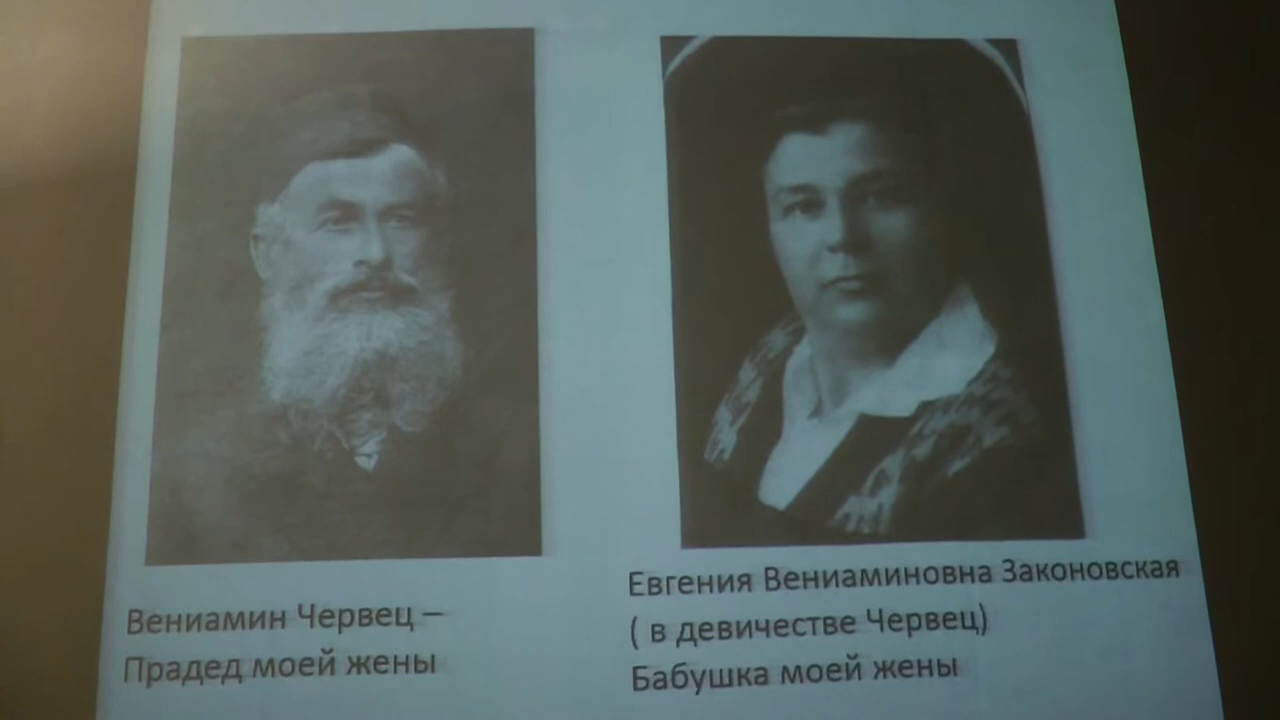 Вениамин Червец –
Прадед моей жены
Евгения Вениаминовна Законовская
( в девичестве Червец)
Бабушка моей жены